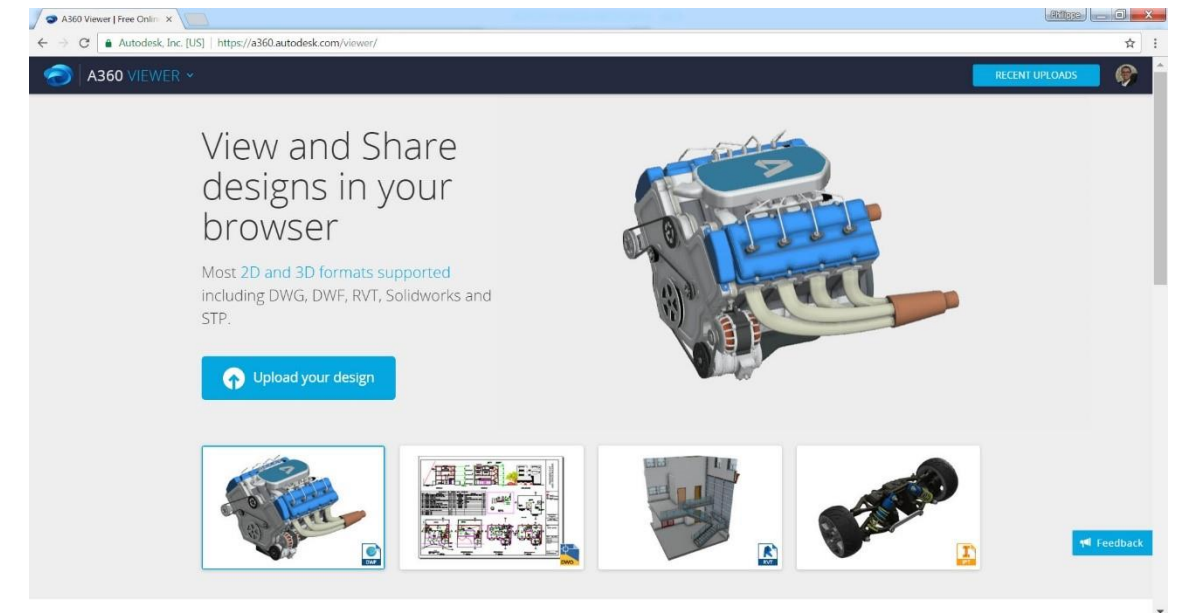 A360 Viewer | Free Onlin
Philippe
Autodesk, Inc. [US] | https://a360.autodesk.com/viewer/
A360 VIEWER
RECENT UPLOADS
View and Share
designs in your
browser
Most 2D and 3D formats supported
including DWG, DWF, RVT, Solidworks and
STP.
Upload your design
DWF
DWG
RVT
Feedback